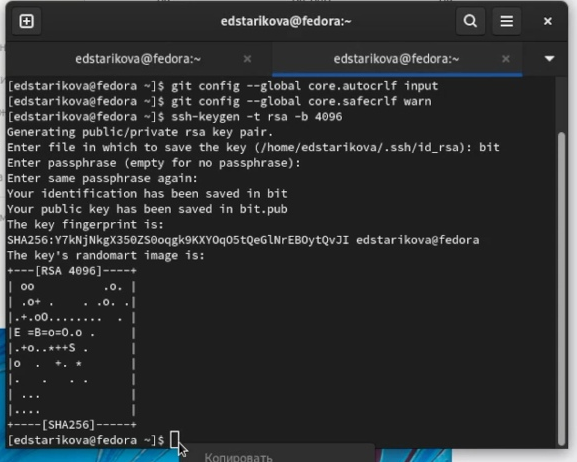 edstarikova@fedora:~
edstarikova@fedora:~ × edstarikova@fedora:~ ×
[edstarikova@fedora ~]$ git config --global core.autocrlf input
[edstarikova@fedora ~]$ git config --global core.safecrlf warn
[edstarikova@fedora ~]$ ssh-keygen -t rsa -b 4096
Generating public/private rsa key pair.
Enter file in which to save the key (/home/edstarikova/.ssh/id_rsa): bit
Enter passphrase (empty for no passphrase):
Enter same passphrase again:
Your identification has been saved in bit
Your public key has been saved in bit.pub
The key fingerprint is:
SHA256:Y7kNjNkgX350ZS0oqgk9KXYOqO5tQeGlNrEBOytQvJI edstarikova@fedora
The key's randomart image is:
+---[RSA 4096]----+
| oo          .o. |
| .o+ .    . .o. .|
|.+.oO........  . |
|E =B=o=O.o .     |
|.+o..*++S .      |
|o  .  +. *       |
|.   .   . .      |
| ...             |
|....             |
+----[SHA256]-----+
[edstarikova@fedora ~]$
Копировать